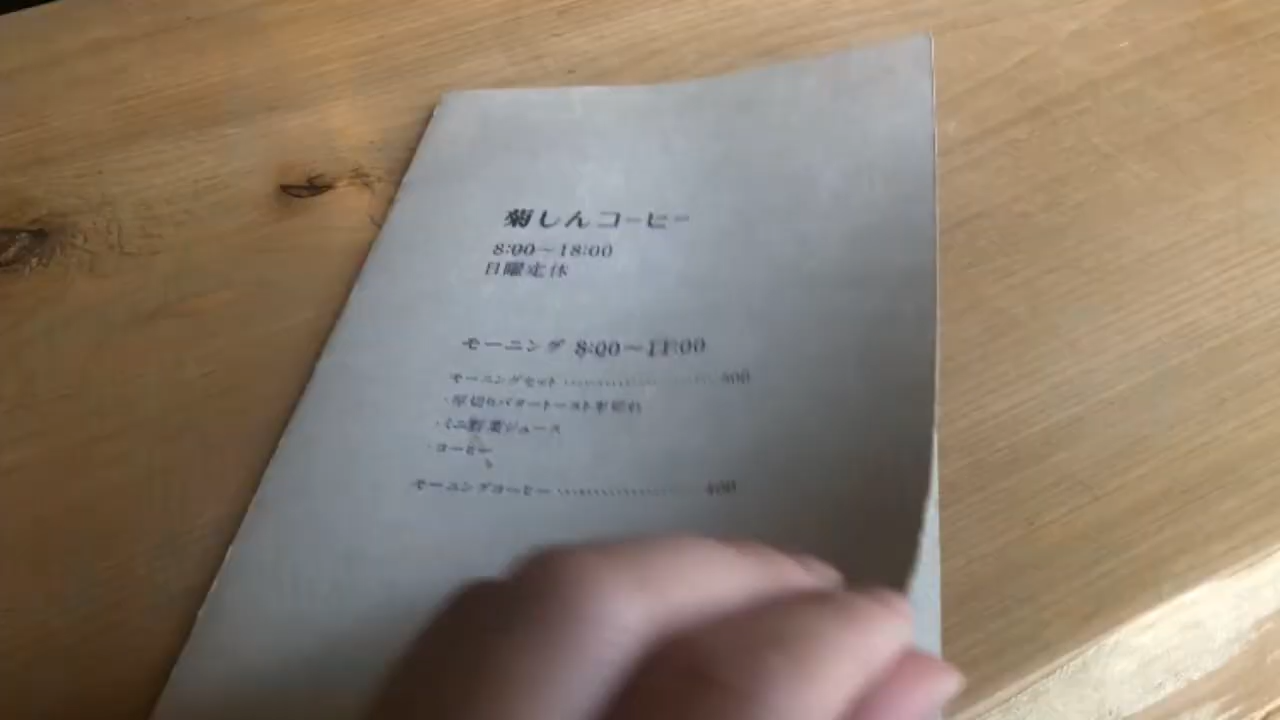 菊しんコーヒー
8:00〜18:00
日曜定休
モーニング 8:00〜11:00
モーニングセット
・厚切りバタートースト半切れ
・ミニ野菜ジュース
・コーヒー
モーニングコーヒー 400